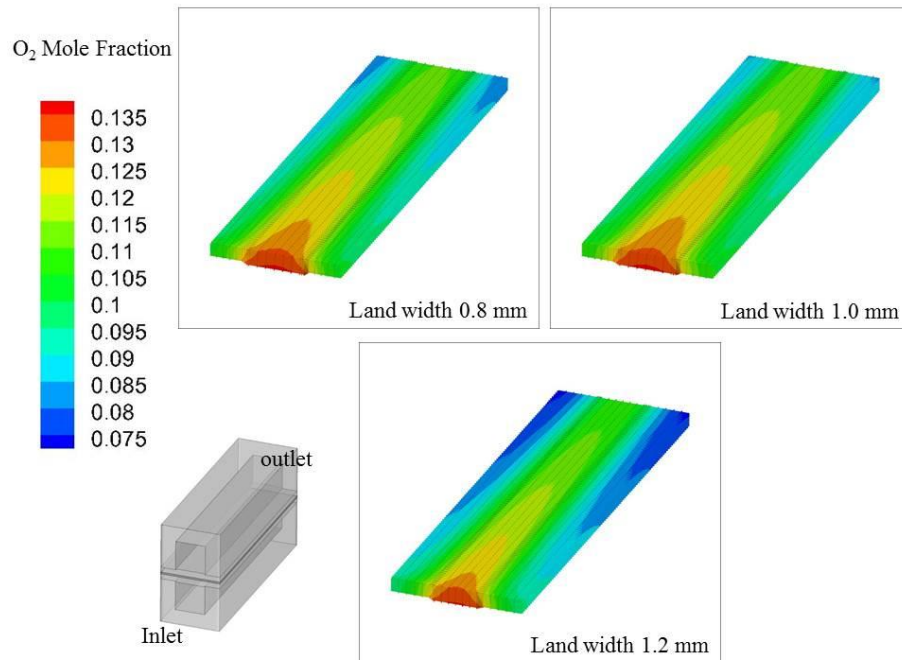 O₂ Mole Fraction
0.135
0.13
0.125
0.12
0.11
0.105
0.1
0.095
0.09
0.085
0.08
0.075
Land width 0.8 mm
Land width 1.0 mm
outlet
Inlet
Land width 1.2 mm